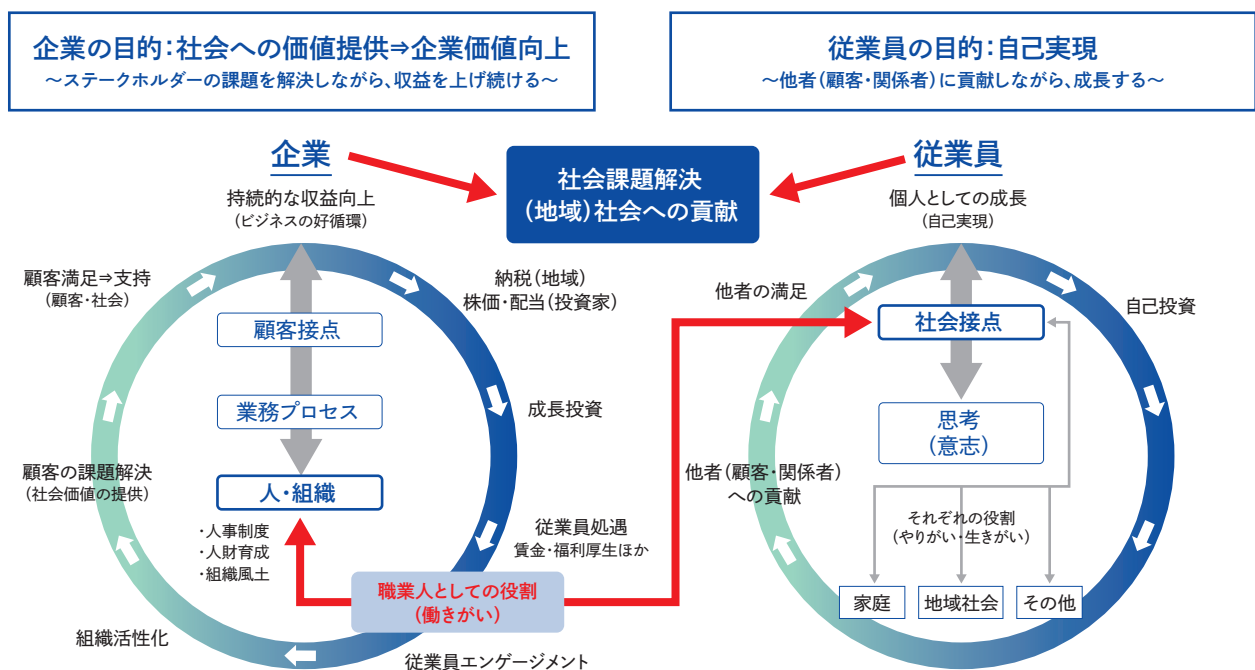 企業の目的：社会への価値提供⇒企業価値向上
～ステークホルダーの課題を解決しながら、収益を上げ続ける～
従業員の目的：自己実現
～他者（顧客・関係者）に貢献しながら、成長する～
企業
持続的な収益向上
（ビジネスの好循環）
社会課題解決
（地域）社会への貢献
従業員
個人としての成長
（自己実現）
顧客満足⇒支持
（顧客・社会）
納税（地域）
株価・配当（投資家）
顧客接点
業務プロセス
成長投資
顧客の課題解決
（社会価値の提供）
人・組織
・人事制度
・人財育成
・組織風土
従業員処遇
賃金・福利厚生ほか
職業人としての役割
（働きがい）
組織活性化
従業員エンゲージメント
他者の満足
社会接点
自己投資
思考
（意志）
他者（顧客・関係者）
への貢献
それぞれの役割
（やりがい・生きがい）
家庭
地域社会
その他